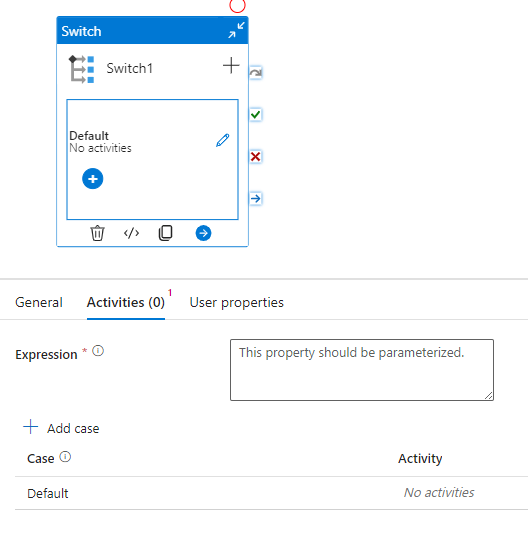 Switch
Switch1
Default
No activities
General
Activities (0) 1
User properties
Expression *
This property should be parameterized.
Add case
Case
Activity
Default
No activities